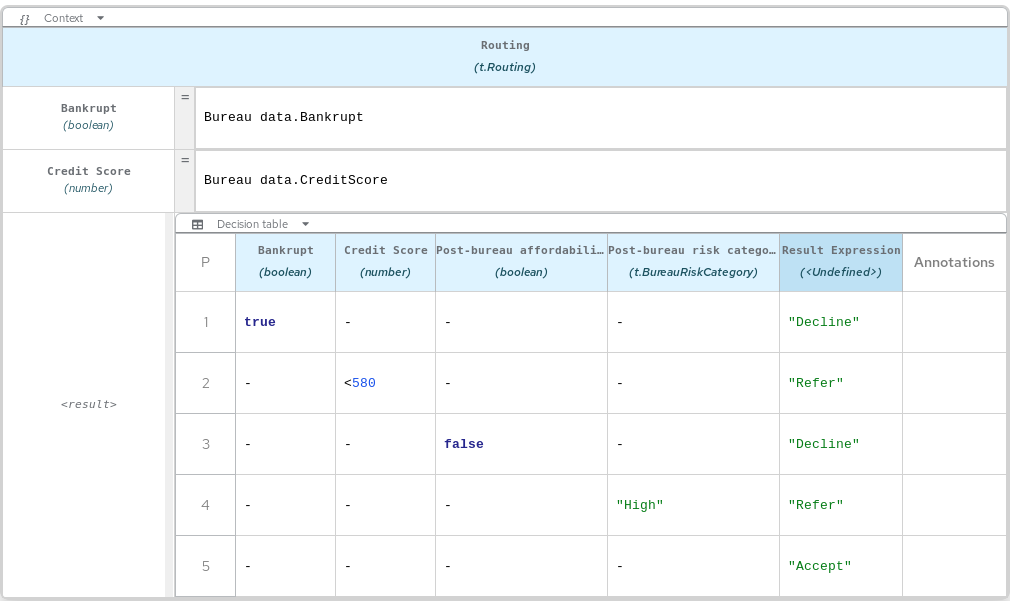 {} Context
Routing
(t.Routing)
Bankrupt
(boolean)
=
Bureau data.Bankrupt
Credit Score
(number)
=
Bureau data.CreditScore
<result>
Decision table
P
Bankrupt
(boolean)
Credit Score
(number)
Post-bureau affordabili…
(boolean)
Post-bureau risk catego…
(t.BureauRiskCategory)
Result Expression
(<Undefined>)
Annotations
1 true - - - "Decline"
2 - <580 - - "Refer"
3 - - false - "Decline"
4 - - - "High" "Refer"
5 - - - - "Accept"